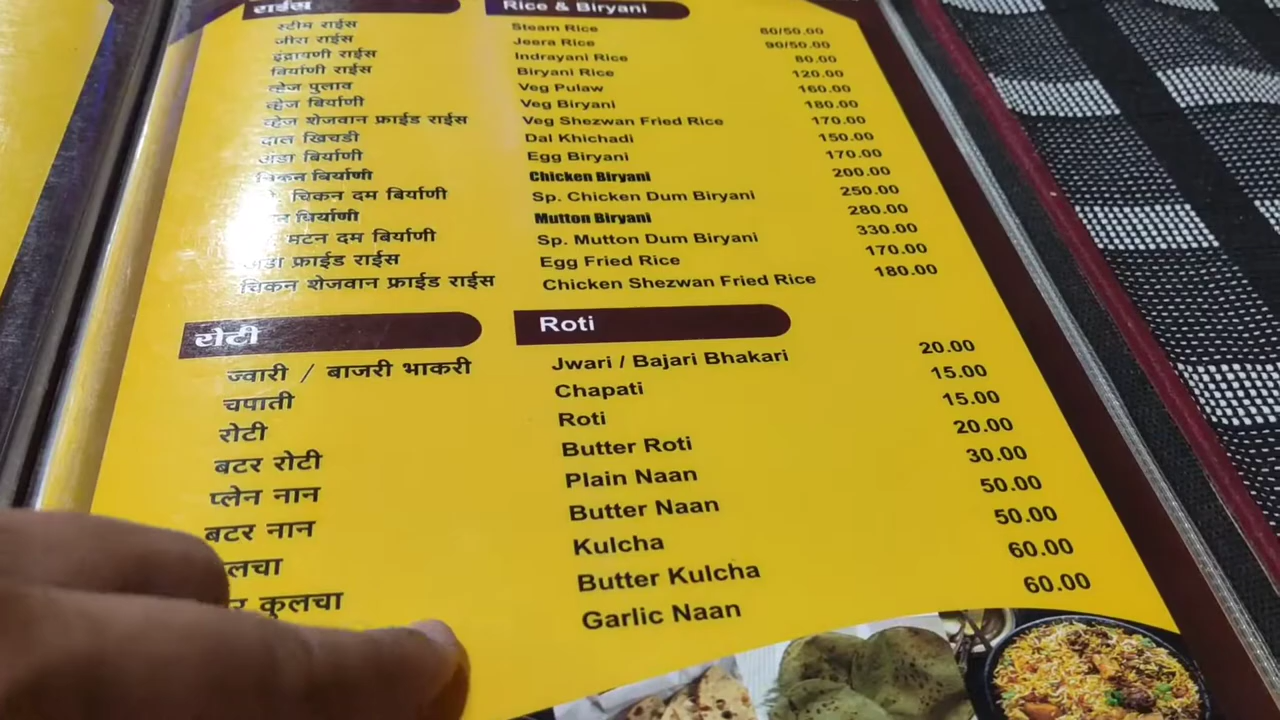 राईस Rice & Biryani
स्टीम राईस Steam Rice 80/50.00
जीरा राईस Jeera Rice 90/50.00
इंद्रायणी राईस Indrayani Rice 80.00
बिर्याणी राईस Biryani Rice 120.00
व्हेज पुलाव Veg Pulaw 160.00
व्हेज बिर्याणी Veg Biryani 180.00
व्हेज शेजवान फ्राईड राईस Veg Shezwan Fried Rice 170.00
दाल खिचडी Dal Khichadi 150.00
अंडा बिर्याणी Egg Biryani 170.00
चिकन बिर्याणी Chicken Biryani 200.00
चिकन दम बिर्याणी Sp. Chicken Dum Biryani 250.00
बिर्याणी Mutton Biryani 280.00
मटन दम बिर्याणी Sp. Mutton Dum Biryani 330.00
अंडा फ्राईड राईस Egg Fried Rice 170.00
चिकन शेजवान फ्राईड राईस Chicken Shezwan Fried Rice 180.00
रोटी Roti
ज्वारी / बाजरी भाकरी Jwari / Bajari Bhakari 20.00
चपाती Chapati 15.00
रोटी Roti 15.00
बटर रोटी Butter Roti 20.00
प्लेन नान Plain Naan 30.00
बटर नान Butter Naan 50.00
Kulcha 50.00
कुलचा Butter Kulcha 60.00
Garlic Naan 60.00